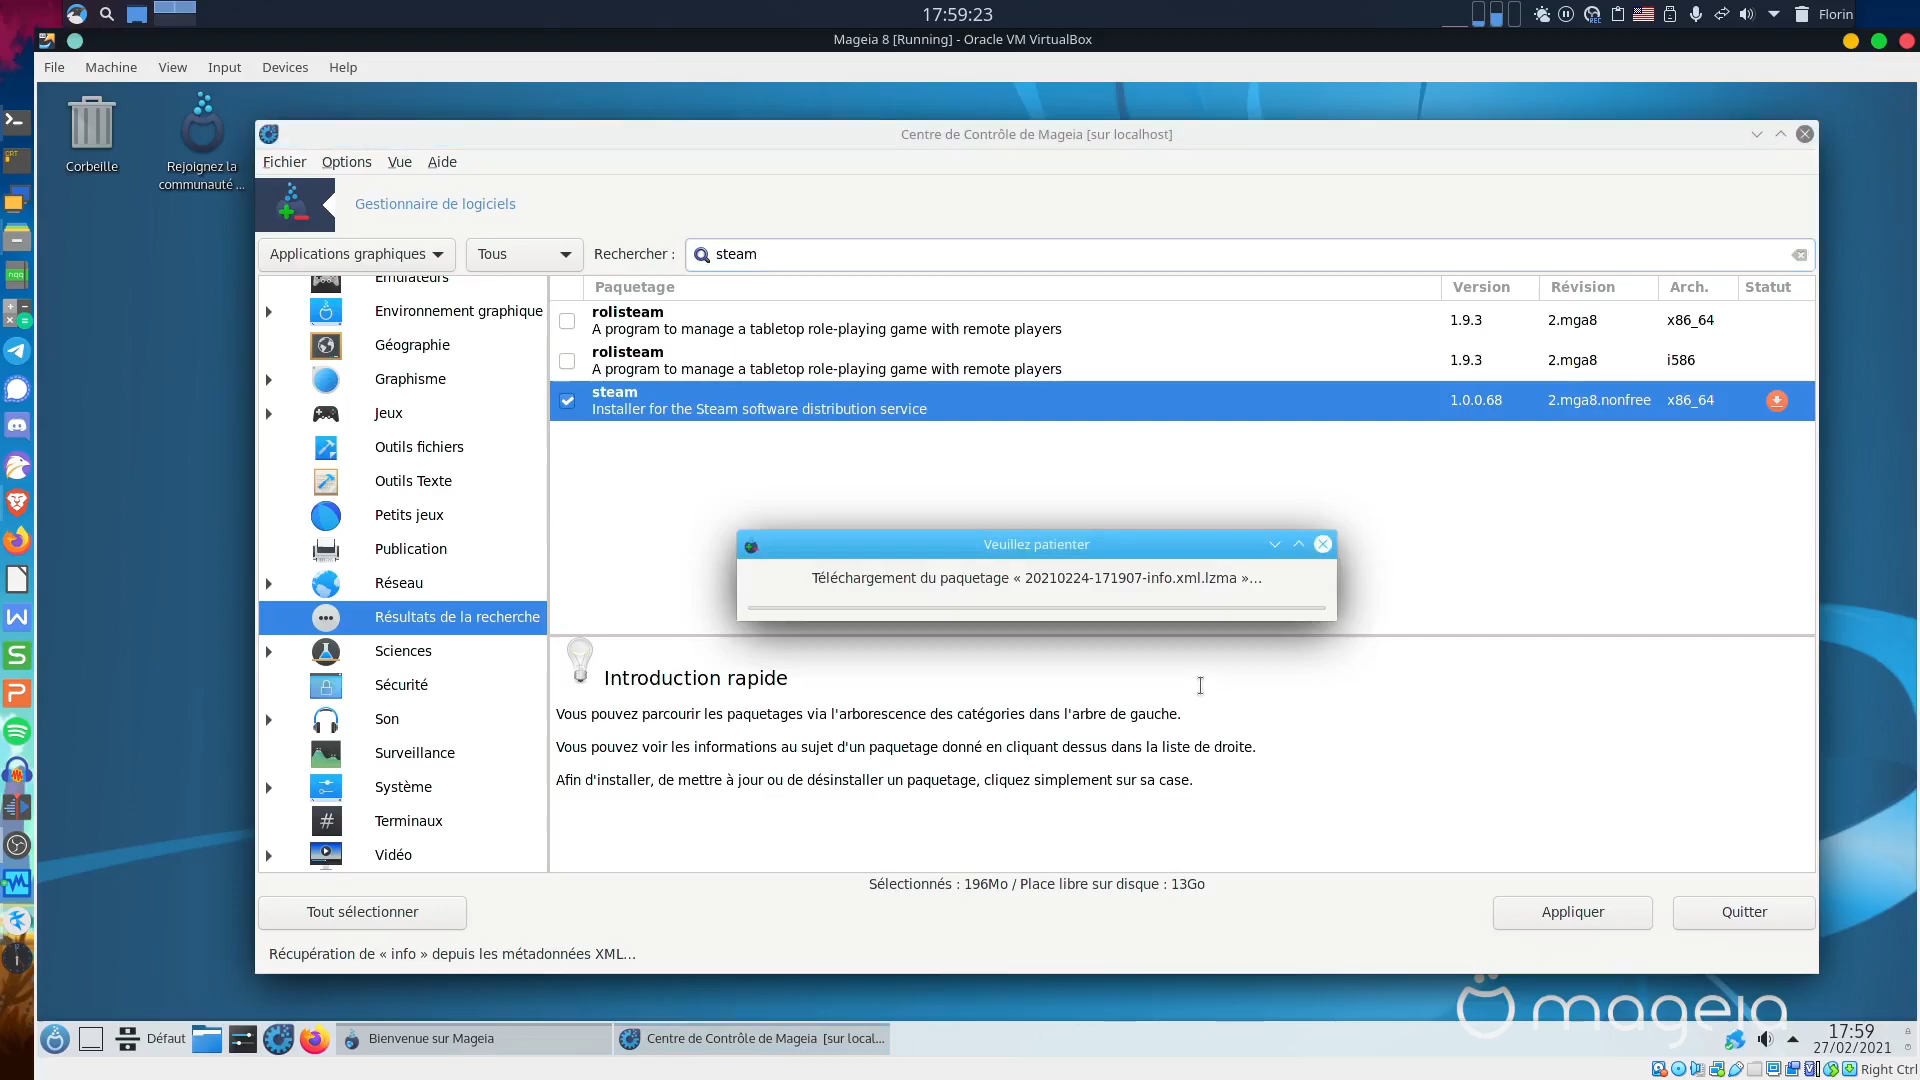 17:59:23
Florin
Mageia 8 [Running] - Oracle VM VirtualBox
File Machine View Input Devices Help
Corbeille
Rejoignez la
communauté ...
Centre de Contrôle de Mageia [sur localhost]
Fichier Options Vue Aide
Gestionnaire de logiciels
Applications graphiques
Tous
Rechercher :
steam
Émulateurs
Environnement graphique
Géographie
Graphisme
Jeux
Outils fichiers
Outils Texte
Petits jeux
Publication
Réseau
Résultats de la recherche
Sciences
Sécurité
Son
Surveillance
Système
Terminaux
Vidéo
Paquetage Version Révision Arch. Statut
rolisteam
A program to manage a tabletop role-playing game with remote players
1.9.3 2.mga8 x86_64
rolisteam
A program to manage a tabletop role-playing game with remote players
1.9.3 2.mga8 i586
steam
Installer for the Steam software distribution service
1.0.0.68 2.mga8.nonfree x86_64
Veuillez patienter
Téléchargement du paquetage « 20210224-171907-info.xml.lzma »...
Introduction rapide
Vous pouvez parcourir les paquetages via l'arborescence des catégories dans l'arbre de gauche.
Vous pouvez voir les informations au sujet d'un paquetage donné en cliquant dessus dans la liste de droite.
Afin d'installer, de mettre à jour ou de désinstaller un paquetage, cliquez simplement sur sa case.
Sélectionnés : 196Mo / Place libre sur disque : 13Go
Tout sélectionner
Appliquer
Quitter
Récupération de « info » depuis les métadonnées XML...
mageia
Défaut
Bienvenue sur Mageia
Centre de Contrôle de Mageia [sur local...
17:59
27/02/2021
Right Ctrl